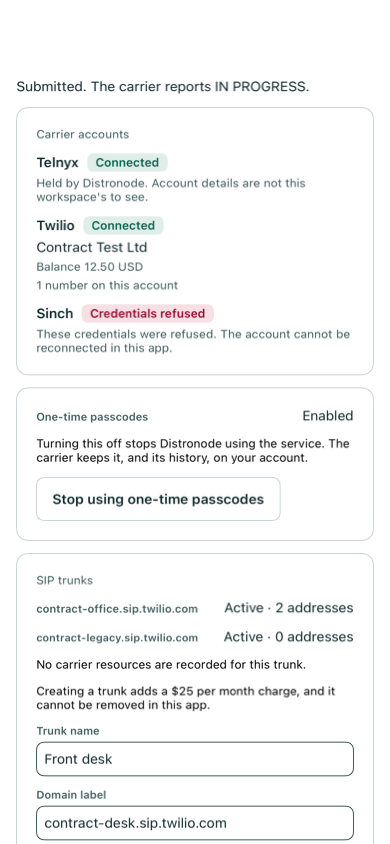 Submitted. The carrier reports IN PROGRESS.
Carrier accounts
Telnyx Connected
Held by Distronode. Account details are not this
workspace's to see.
Twilio Connected
Contract Test Ltd
Balance 12.50 USD
1 number on this account
Sinch Credentials refused
These credentials were refused. The account cannot be
reconnected in this app.
One-time passcodes Enabled
Turning this off stops Distronode using the service. The
carrier keeps it, and its history, on your account.
Stop using one-time passcodes
SIP trunks
contract-office.sip.twilio.com Active · 2 addresses
contract-legacy.sip.twilio.com Active · 0 addresses
No carrier resources are recorded for this trunk.
Creating a trunk adds a $25 per month charge, and it
cannot be removed in this app.
Trunk name
Front desk
Domain label
contract-desk.sip.twilio.com